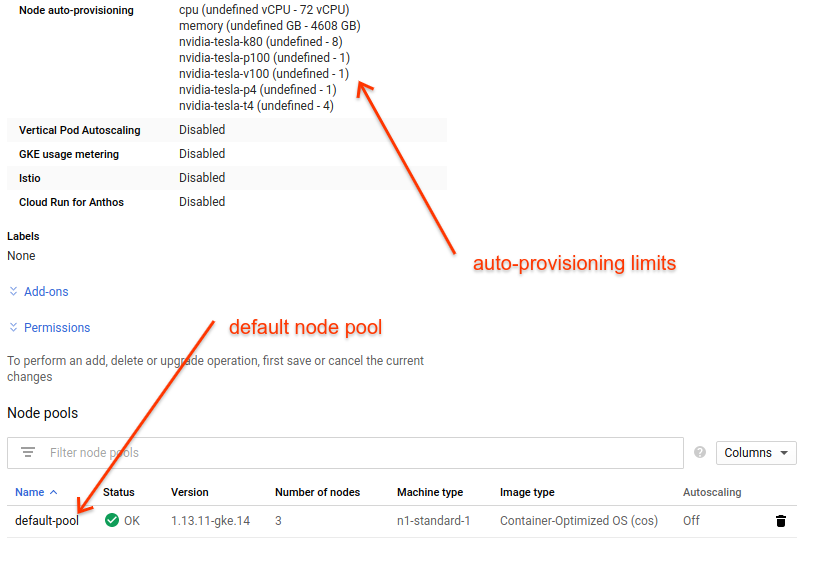 Node auto-provisioning cpu (undefined vCPU - 72 vCPU)
memory (undefined GB - 4608 GB)
nvidia-tesla-k80 (undefined - 8)
nvidia-tesla-p100 (undefined - 1)
nvidia-tesla-v100 (undefined - 1)
nvidia-tesla-p4 (undefined - 1)
nvidia-tesla-t4 (undefined - 4)
Vertical Pod Autoscaling Disabled
GKE usage metering Disabled
Istio Disabled
Cloud Run for Anthos Disabled
Labels
None
auto-provisioning limits
Add-ons
default node pool
Permissions
To perform an add, delete or upgrade operation, first save or cancel the current
changes
Node pools
Filter node pools
Columns
Name Status Version Number of nodes Machine type Image type Autoscaling
default-pool OK 1.13.11-gke.14 3 n1-standard-1 Container-Optimized OS (cos) Off